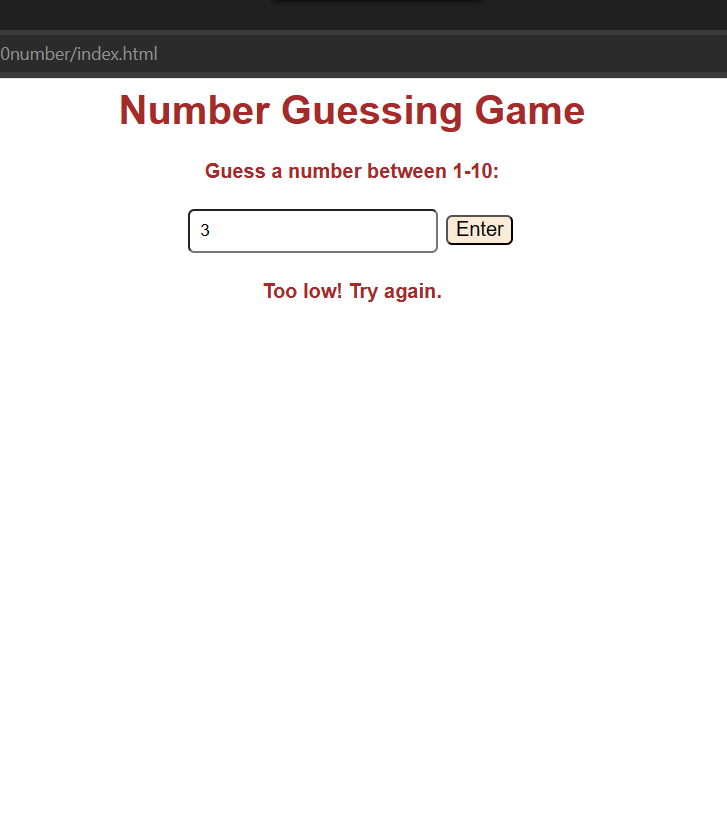 0number/index.html
Number Guessing Game
Guess a number between 1-10:
3
Enter
Too low! Try again.